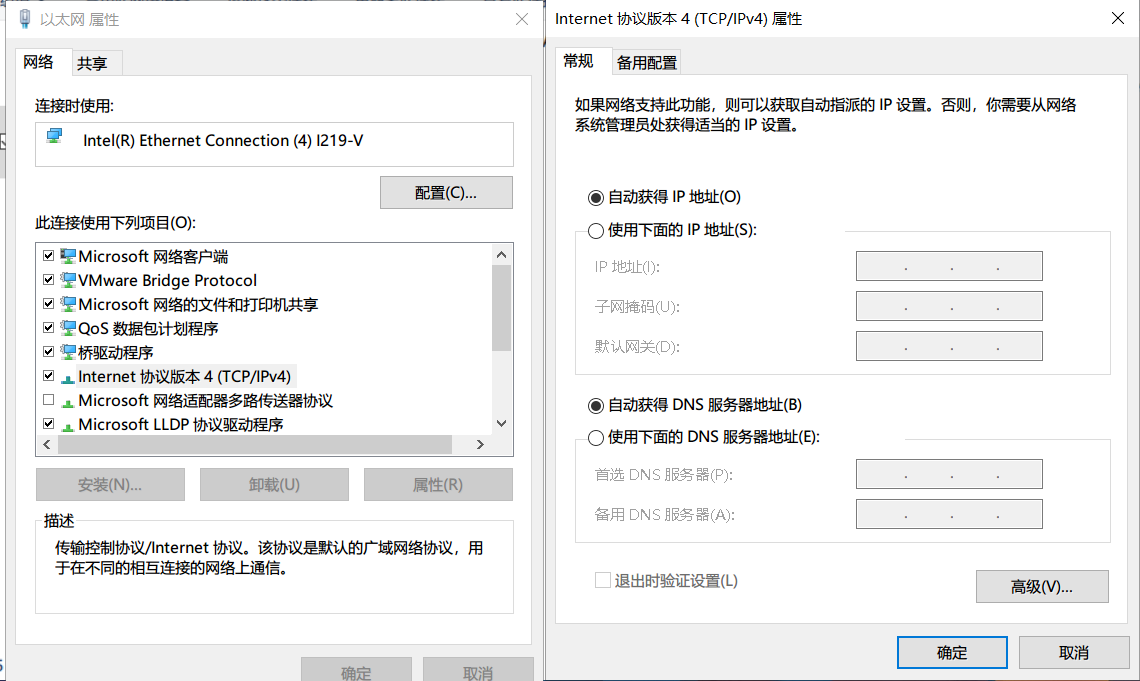 以太网 属性
网络
共享
连接时使用:
Intel(R) Ethernet Connection (4) I219-V
配置(C)...
此连接使用下列项目(O):
Microsoft 网络客户端
VMware Bridge Protocol
Microsoft 网络的文件和打印机共享
QoS 数据包计划程序
桥驱动程序
Internet 协议版本 4 (TCP/IPv4)
Microsoft 网络适配器多路传送器协议
Microsoft LLDP 协议驱动程序
安装(N)...
卸载(U)
属性(R)
描述
传输控制协议/Internet 协议。该协议是默认的广域网络协议，用
于在不同的相互连接的网络上通信。
确定
取消
Internet 协议版本 4 (TCP/IPv4) 属性
常规
备用配置
如果网络支持此功能，则可以获取自动指派的 IP 设置。否则，你需要从网络
系统管理员处获得适当的 IP 设置。
自动获得 IP 地址(O)
使用下面的 IP 地址(S):
IP 地址(I):
子网掩码(U):
默认网关(D):
自动获得 DNS 服务器地址(B)
使用下面的 DNS 服务器地址(E):
首选 DNS 服务器(P):
备用 DNS 服务器(A):
退出时验证设置(L)
高级(V)...
确定
取消